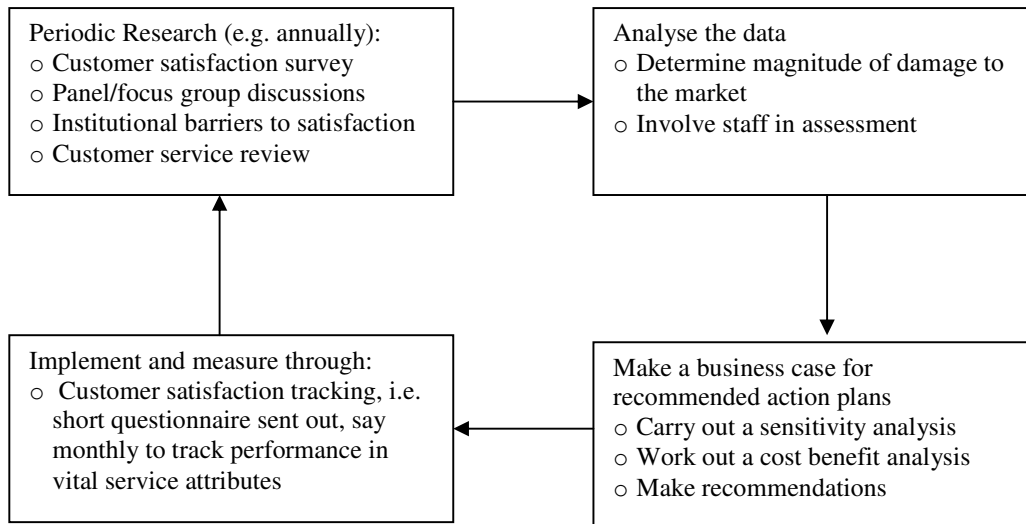 Periodic Research (e.g. annually):
o Customer satisfaction survey
o Panel/focus group discussions
o Institutional barriers to satisfaction
o Customer service review
Analyse the data
o Determine magnitude of damage to
the market
o Involve staff in assessment
Implement and measure through:
o Customer satisfaction tracking, i.e.
short questionnaire sent out, say
monthly to track performance in
vital service attributes
Make a business case for
recommended action plans
o Carry out a sensitivity analysis
o Work out a cost benefit analysis
o Make recommendations